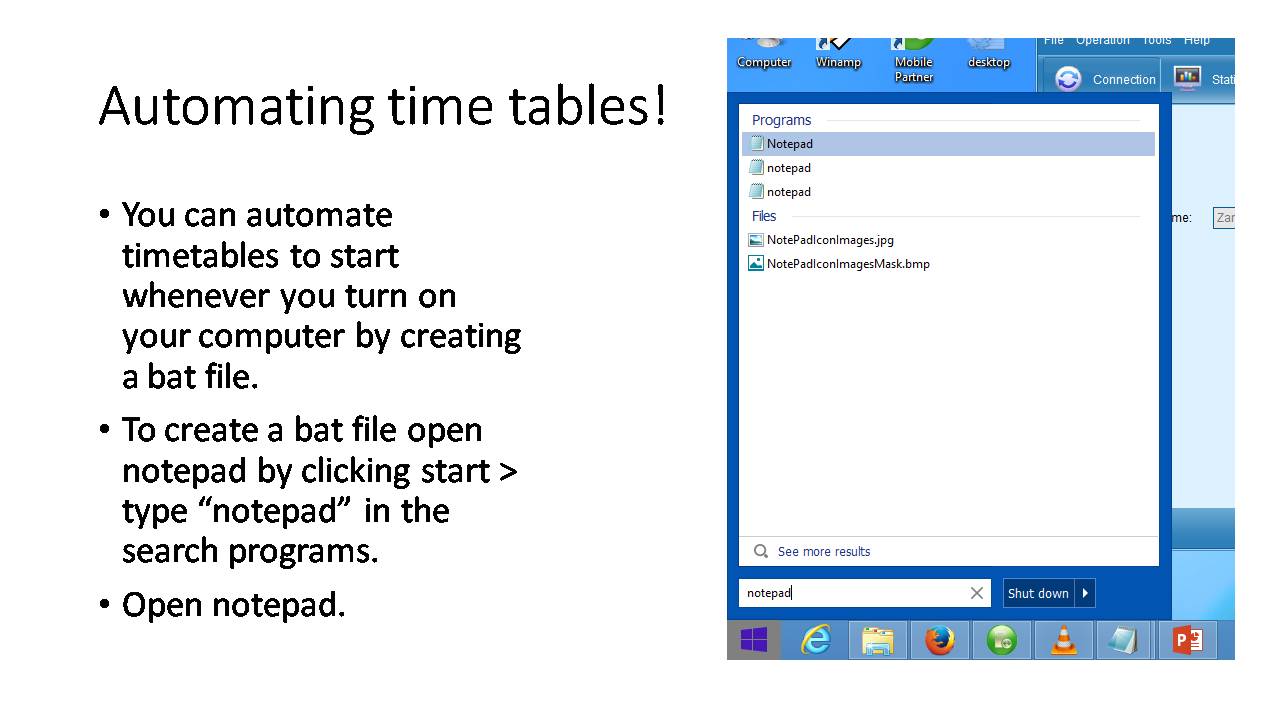 Automating time tables!
• You can automate
timetables to start
whenever you turn on
your computer by creating
a bat file.
• To create a bat file open
notepad by clicking start >
type “notepad” in the
search programs.
• Open notepad.
Computer
Winamp
Mobile
Partner
desktop
File Operation Tools Help
Connection
Programs
Notepad
notepad
notepad
Files
NotePadIconImages.jpg
NotePadIconImagesMask.bmp
See more results
notepad
Shut down